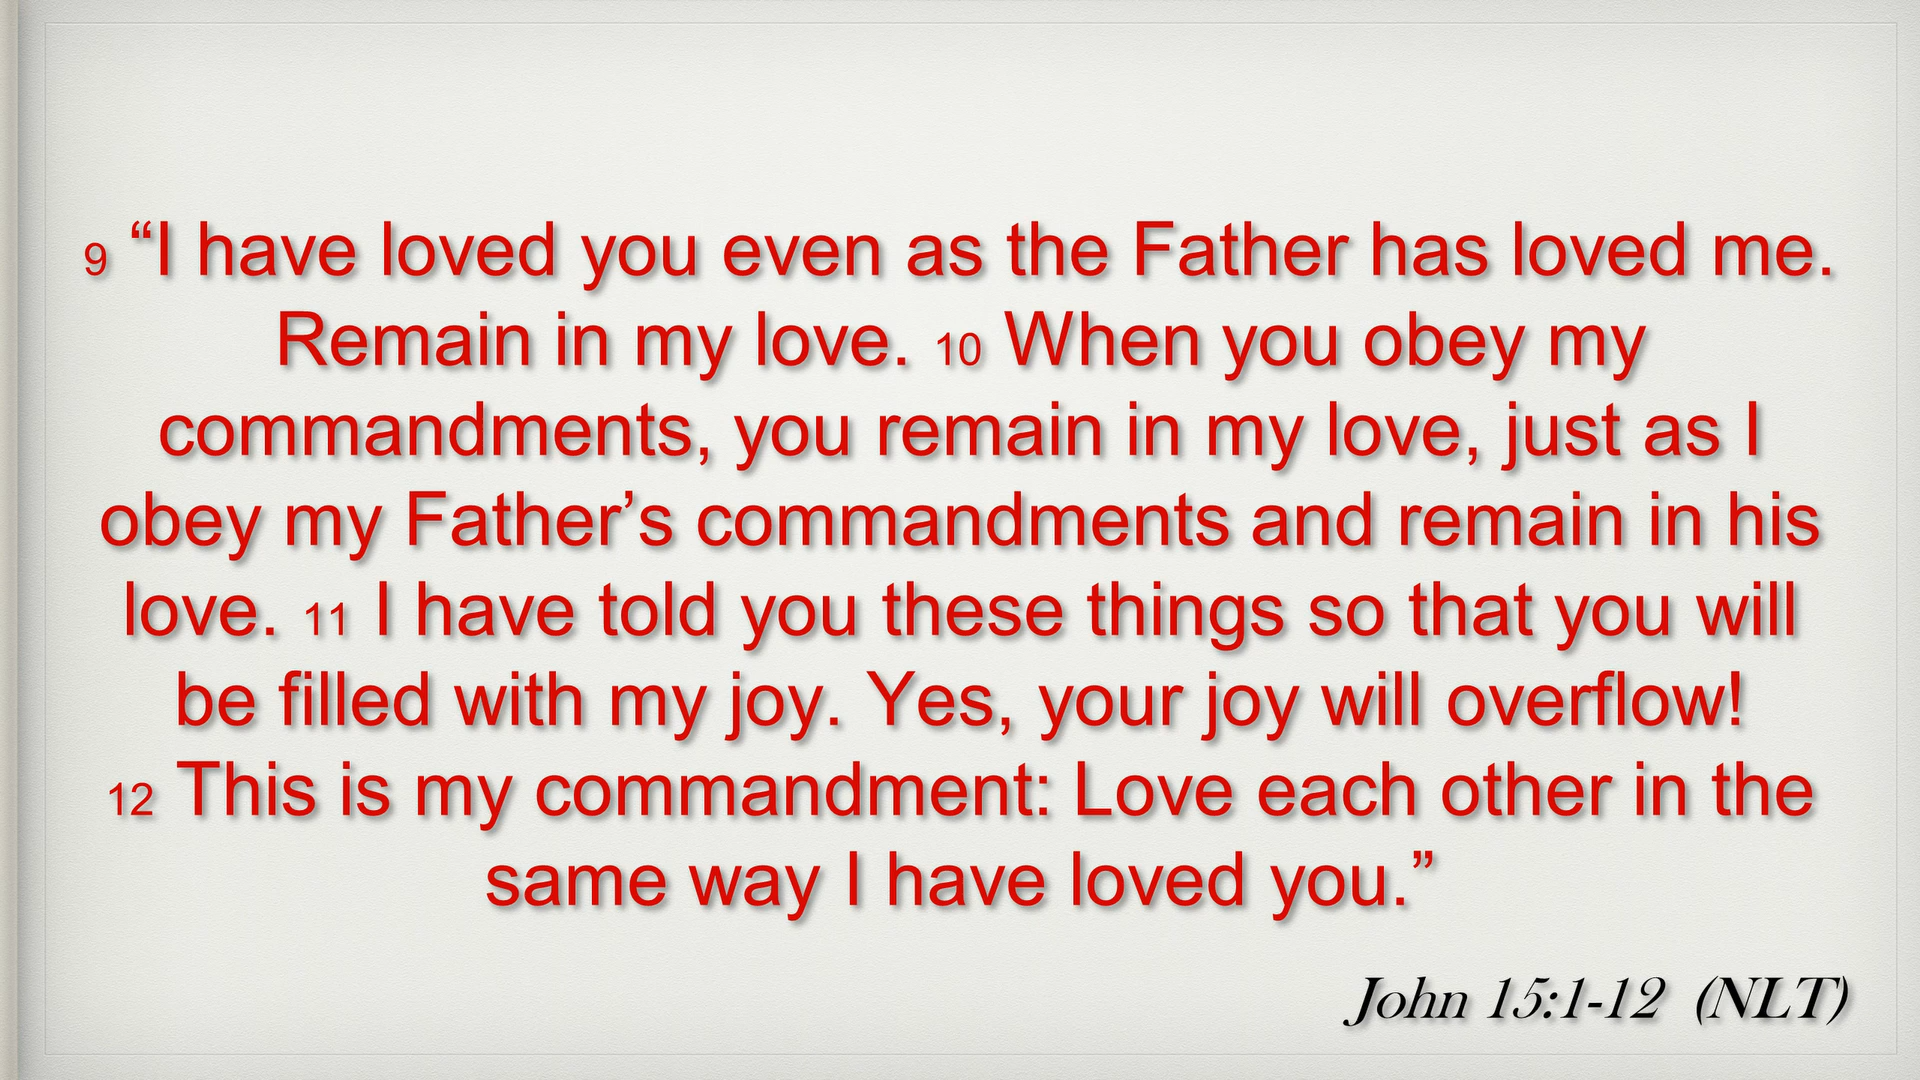 9 “I have loved you even as the Father has loved me.
Remain in my love. 10 When you obey my
commandments, you remain in my love, just as I
obey my Father’s commandments and remain in his
love. 11 I have told you these things so that you will
be filled with my joy. Yes, your joy will overflow!
12 This is my commandment: Love each other in the
same way I have loved you.”
John 15:1-12 (NLT)